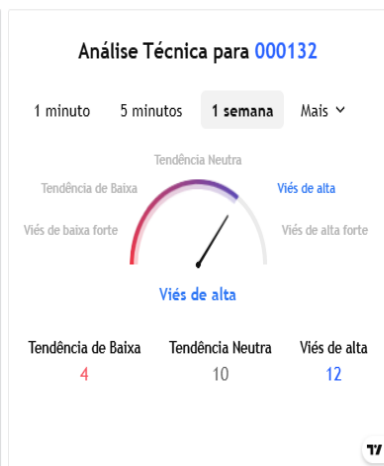 Análise Técnica para 000132
1 minuto 5 minutos 1 semana Mais
Tendência Neutra
Tendência de Baixa Viés de alta
Viés de baixa forte Viés de alta forte
Viés de alta
Tendência de Baixa Tendência Neutra Viés de alta
4 10 12